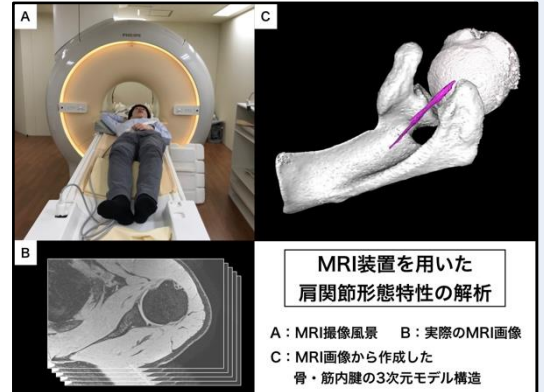 A
PHILIPS
C
B
MRI装置を用いた
肩関節形態特性の解析
A：MRI撮像風景　B：実際のMRI画像
C：MRI画像から作成した
骨・筋内腱の3次元モデル構造